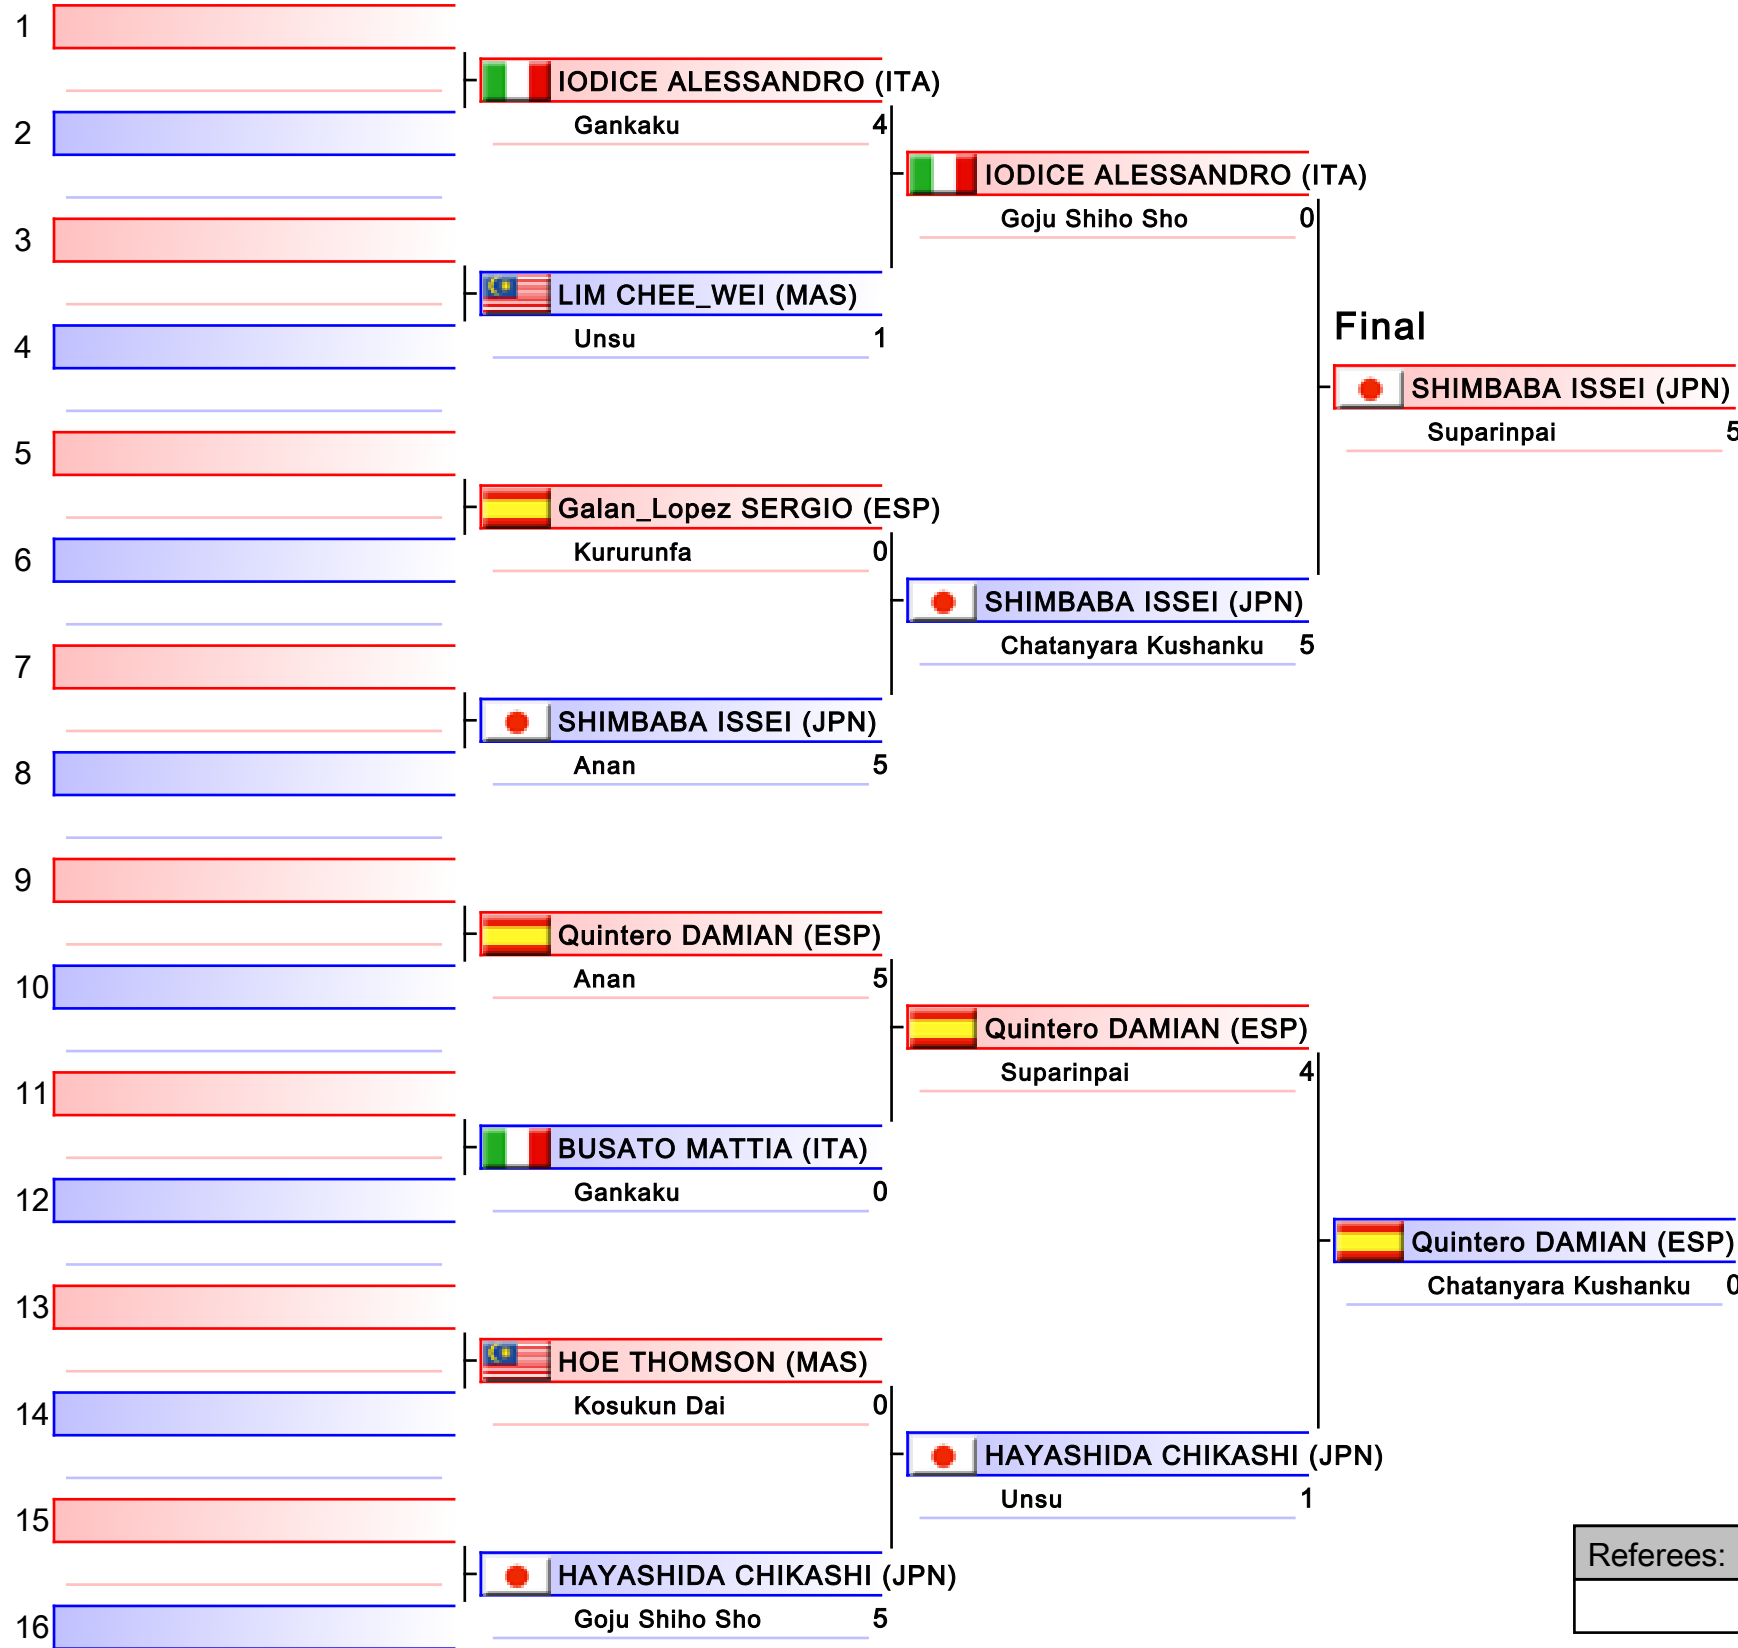 1
IODICE ALESSANDRO (ITA)
Gankaku 4
2
IODICE ALESSANDRO (ITA)
Goju Shiho Sho 0
3
LIM CHEE_WEI (MAS)
Unsu 1
4
Final
SHIMBABA ISSEI (JPN)
Suparinpai 5
5
Galan_Lopez SERGIO (ESP)
Kururunfa 0
6
SHIMBABA ISSEI (JPN)
Chatanyara Kushanku 5
7
SHIMBABA ISSEI (JPN)
Anan 5
8
9
Quintero DAMIAN (ESP)
Anan 5
10
Quintero DAMIAN (ESP)
Suparinpai 4
11
BUSATO MATTIA (ITA)
Gankaku 0
12
Quintero DAMIAN (ESP)
Chatanyara Kushanku 0
13
HOE THOMSON (MAS)
Kosukun Dai 0
14
HAYASHIDA CHIKASHI (JPN)
Unsu 1
15
HAYASHIDA CHIKASHI (JPN)
Goju Shiho Sho 5
16
Referees: